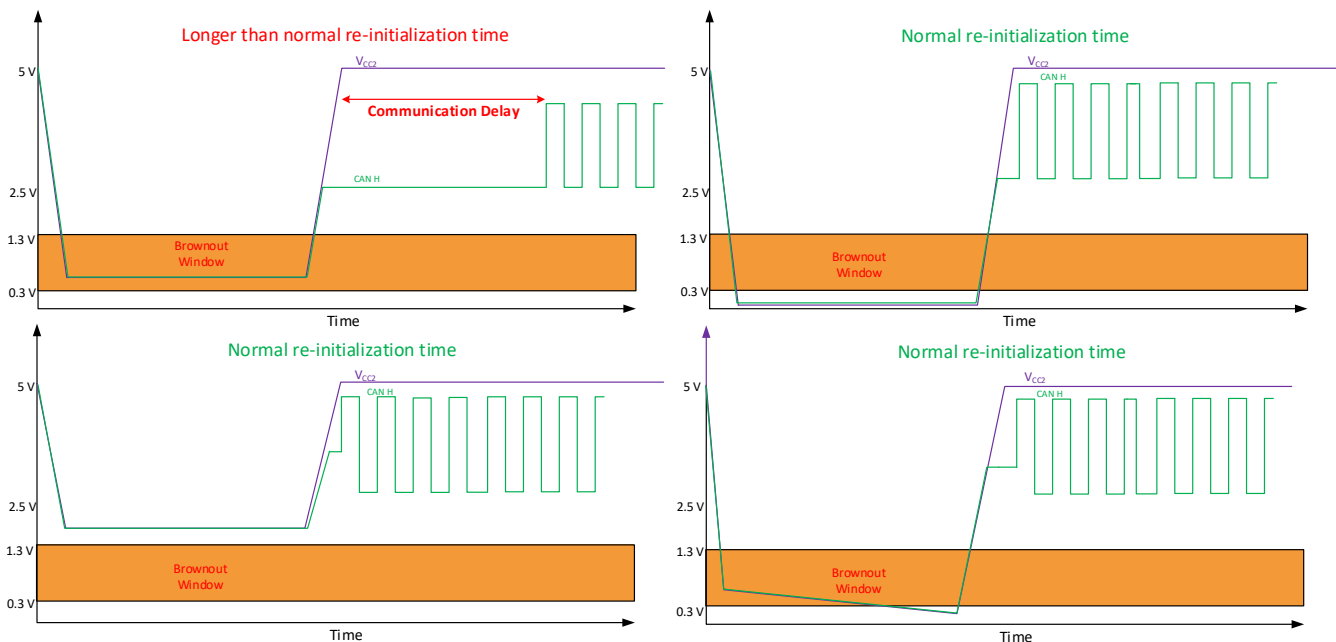 Longer than normal re-initialization time
VCC2
5 V
Communication Delay
CAN H
2.5 V
1.3 V
Brownout
Window
0.3 V
Time
Normal re-initialization time
VCC2
5 V
CAN H
2.5 V
1.3 V
Brownout
Window
0.3 V
Time
Normal re-initialization time
VCC2
5 V
CAN H
2.5 V
1.3 V
Brownout
Window
0.3 V
Time
Normal re-initialization time
VCC2
5 V
CAN H
2.5 V
1.3 V
Brownout
Window
0.3 V
Time